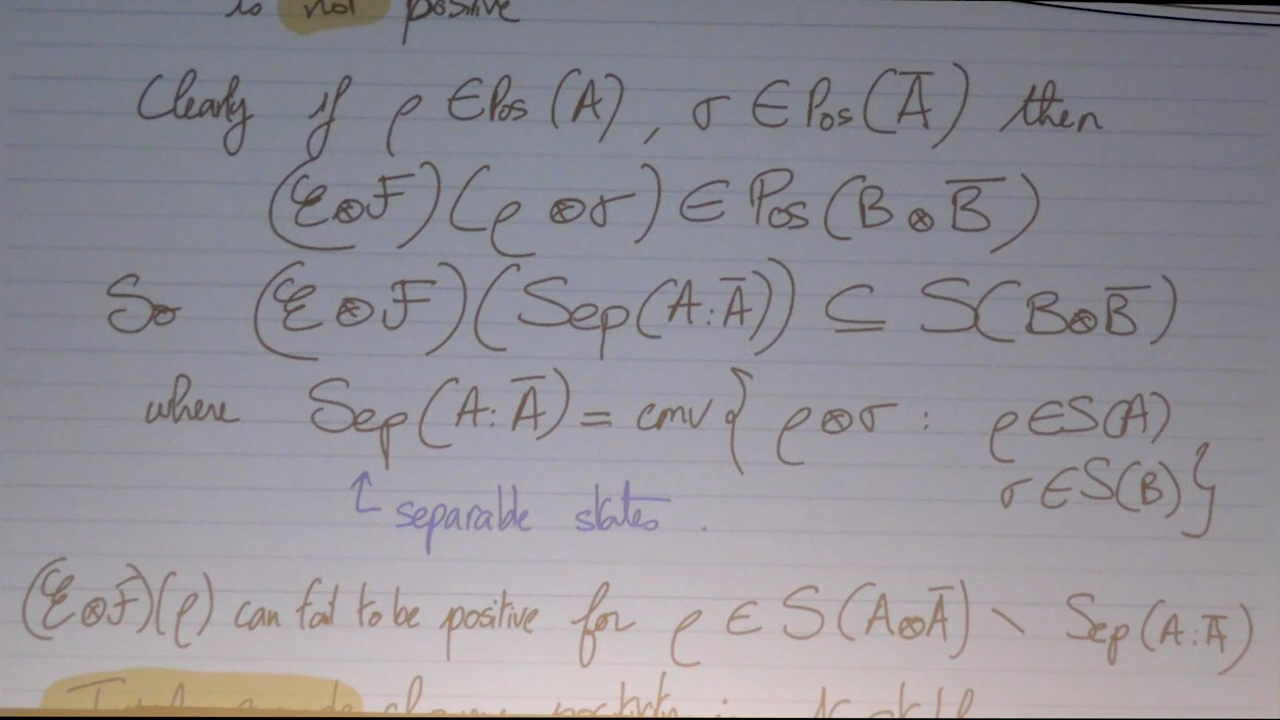 is not positive
Clearly if ρ ∈ Pos(A), σ ∈ Pos(A̅) then
(ℰ⊗F)(ρ⊗σ) ∈ Pos(B⊗B̅)
So (ℰ⊗F)(Sep(A:A̅)) ⊆ S(B⊗B̅)
where Sep(A:A̅) = conv{ ρ⊗σ : ρ∈S(A)
σ∈S(B)}
↑ separable states.
(ℰ⊗F)(ρ) can fail to be positive for ρ ∈ S(A⊗A̅) \ Sep(A:A̅)